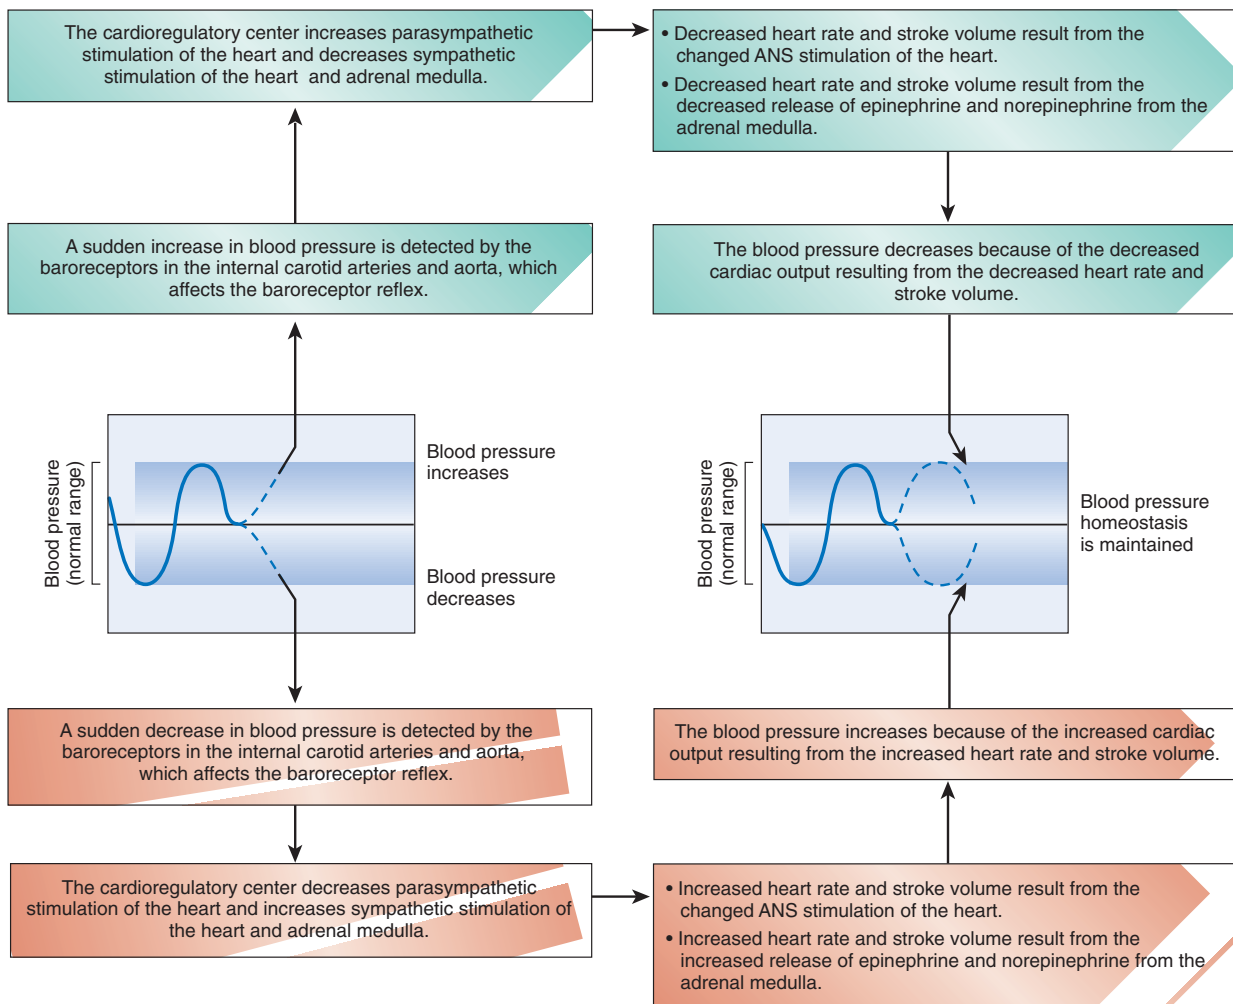 The cardioregulatory center increases parasympathetic
stimulation of the heart and decreases sympathetic
stimulation of the heart and adrenal medulla.
• Decreased heart rate and stroke volume result from the
changed ANS stimulation of the heart.
• Decreased heart rate and stroke volume result from the
decreased release of epinephrine and norepinephrine from the
adrenal medulla.
A sudden increase in blood pressure is detected by the
baroreceptors in the internal carotid arteries and aorta, which
affects the baroreceptor reflex.
The blood pressure decreases because of the decreased
cardiac output resulting from the decreased heart rate and
stroke volume.
Blood pressure
(normal range)
Blood pressure
increases
Blood pressure
decreases
Blood pressure
(normal range)
Blood pressure
homeostasis
is maintained
A sudden decrease in blood pressure is detected by the
baroreceptors in the internal carotid arteries and aorta,
which affects the baroreceptor reflex.
The blood pressure increases because of the increased cardiac
output resulting from the increased heart rate and stroke volume.
The cardioregulatory center decreases parasympathetic
stimulation of the heart and increases sympathetic stimulation of
the heart and adrenal medulla.
• Increased heart rate and stroke volume result from the
changed ANS stimulation of the heart.
• Increased heart rate and stroke volume result from the
increased release of epinephrine and norepinephrine from the
adrenal medulla.